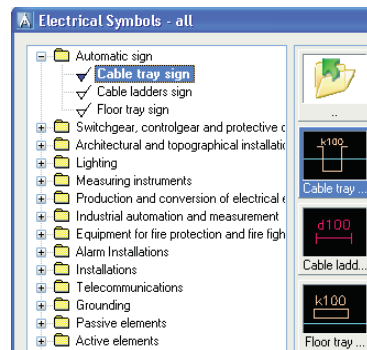 Electrical Symbols - all
Automatic sign
Cable tray sign
Cable ladders sign
Floor tray sign
Switchgear, controlgear and protective
Architectural and topographical
Lighting
Measuring instruments
Production and conversion of electrical
Industrial automation and measurement
Equipment for fire protection and fire
Alarm Installations
Installations
Telecommunications
Grounding
Passive elements
Active elements
..
k100
Cable tray ...
d100
Cable ladd...
k100
Floor tray ...